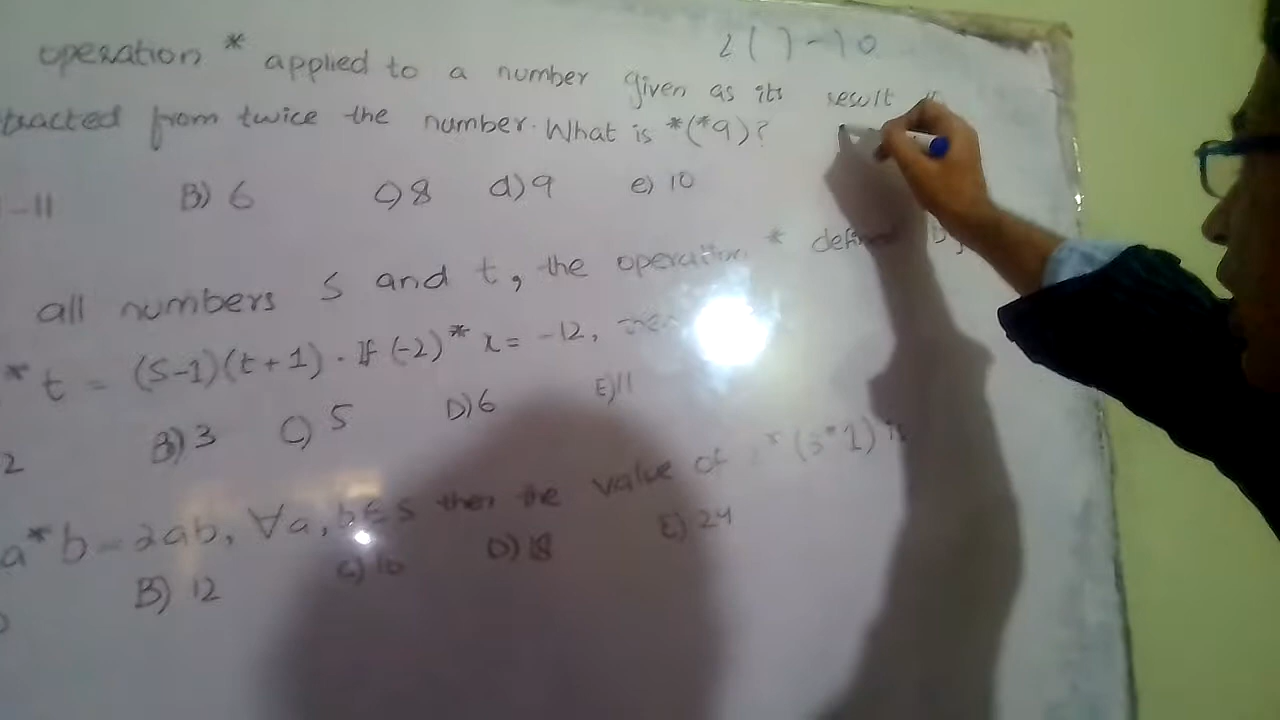 2( ) - 10
operation * applied to a number given as its result
tracted from twice the number. What is *(*9)?
-11 B) 6 C) 8 d) 9 e) 10
all numbers s and t, the operation * defined by
* t = (s-1)(t+1). If (-2)* x = -12,
2 B) 3 C) 5 D) 6 E) 11
a*b = 2ab, ∀a, b∈S then the value of * (3*1) is
B) 12 C) 16 D) 18 E) 24